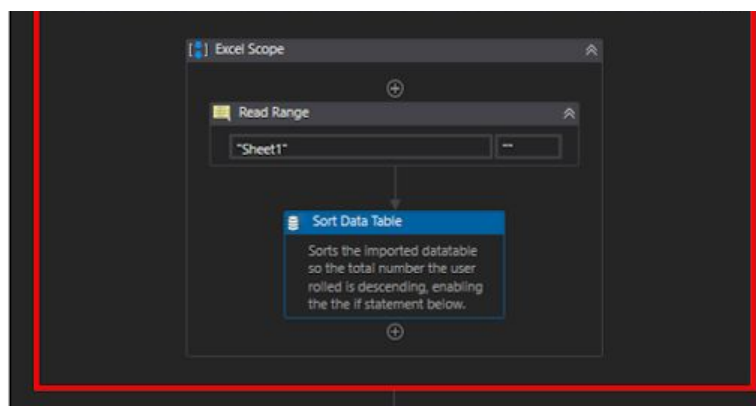 Excel Scope
Read Range
"Sheet1"
""
Sort Data Table
Sorts the imported datatable
so the total number the user
rolled is descending, enabling
the the if statement below.